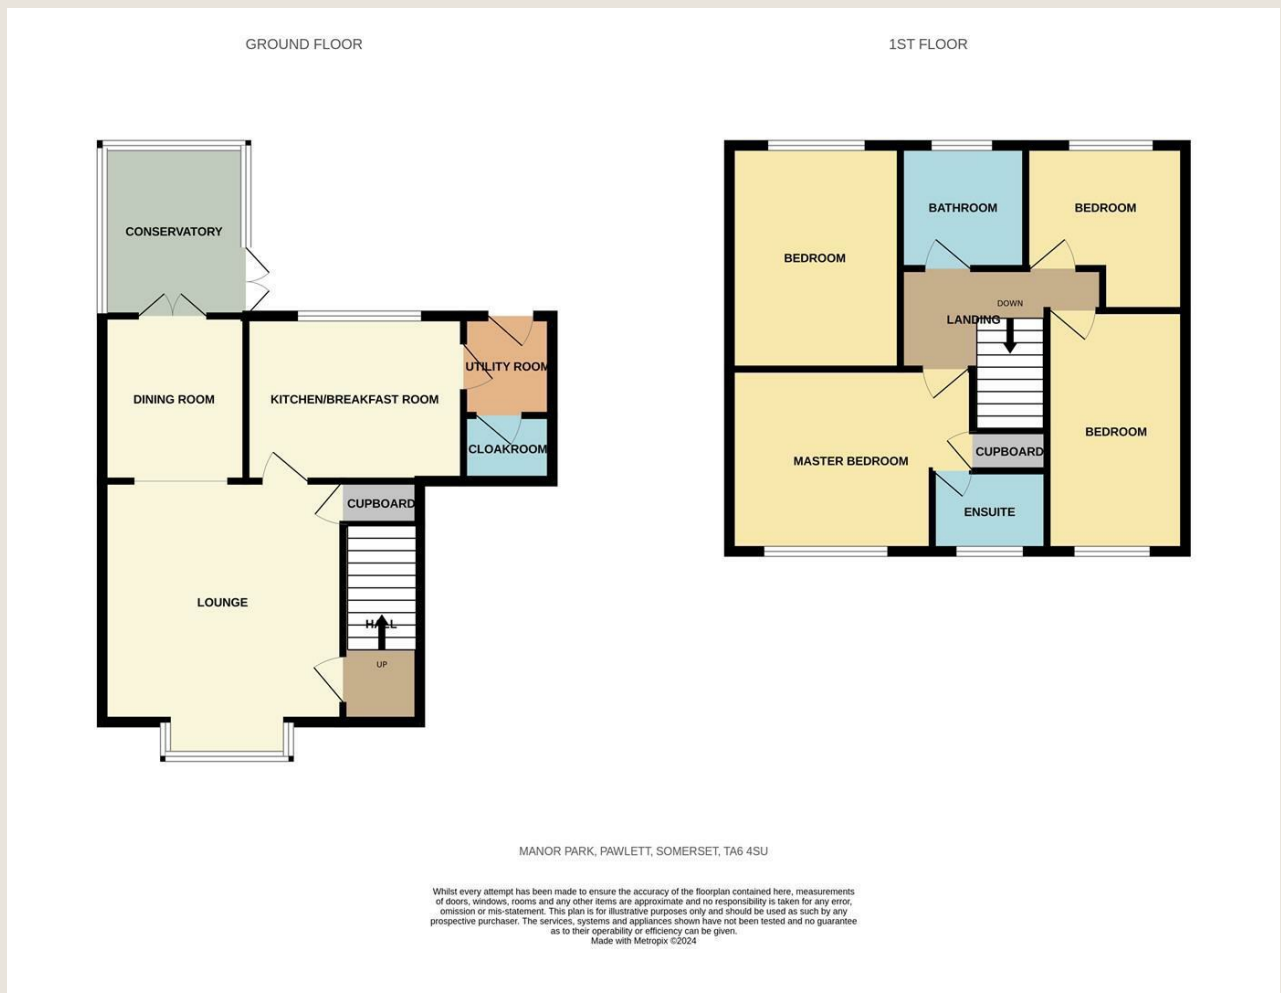 GROUND FLOOR
1ST FLOOR
CONSERVATORY
DINING ROOM
KITCHEN/BREAKFAST ROOM
UTILITY ROOM
CLOAKROOM
CUPBOARD
LOUNGE
HALL
UP
BEDROOM
BATHROOM
BEDROOM
DOWN
LANDING
MASTER BEDROOM
CUPBOARD
BEDROOM
ENSUITE
MANOR PARK, PAWLETT, SOMERSET, TA6 4SU
Whilst every attempt has been made to ensure the accuracy of the floorplan contained here, measurements
of doors, windows, rooms and any other items are approximate and no responsibility is taken for any error,
omission or mis-statement. This plan is for illustrative purposes only and should be used as such by any
prospective purchaser. The services, systems and appliances shown have not been tested and no guarantee
as to their operability or efficiency can be given.
Made with Metropix ©2024